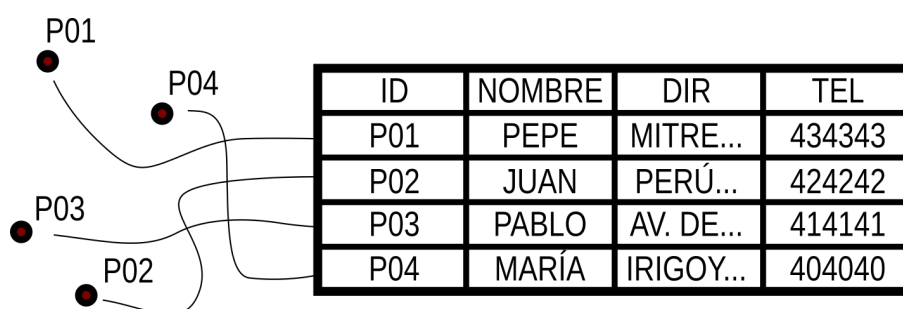 P01
P04
P03
P02
ID NOMBRE DIR TEL
P01 PEPE MITRE... 434343
P02 JUAN PERÚ... 424242
P03 PABLO AV. DE... 414141
P04 MARÍA IRIGOY... 404040